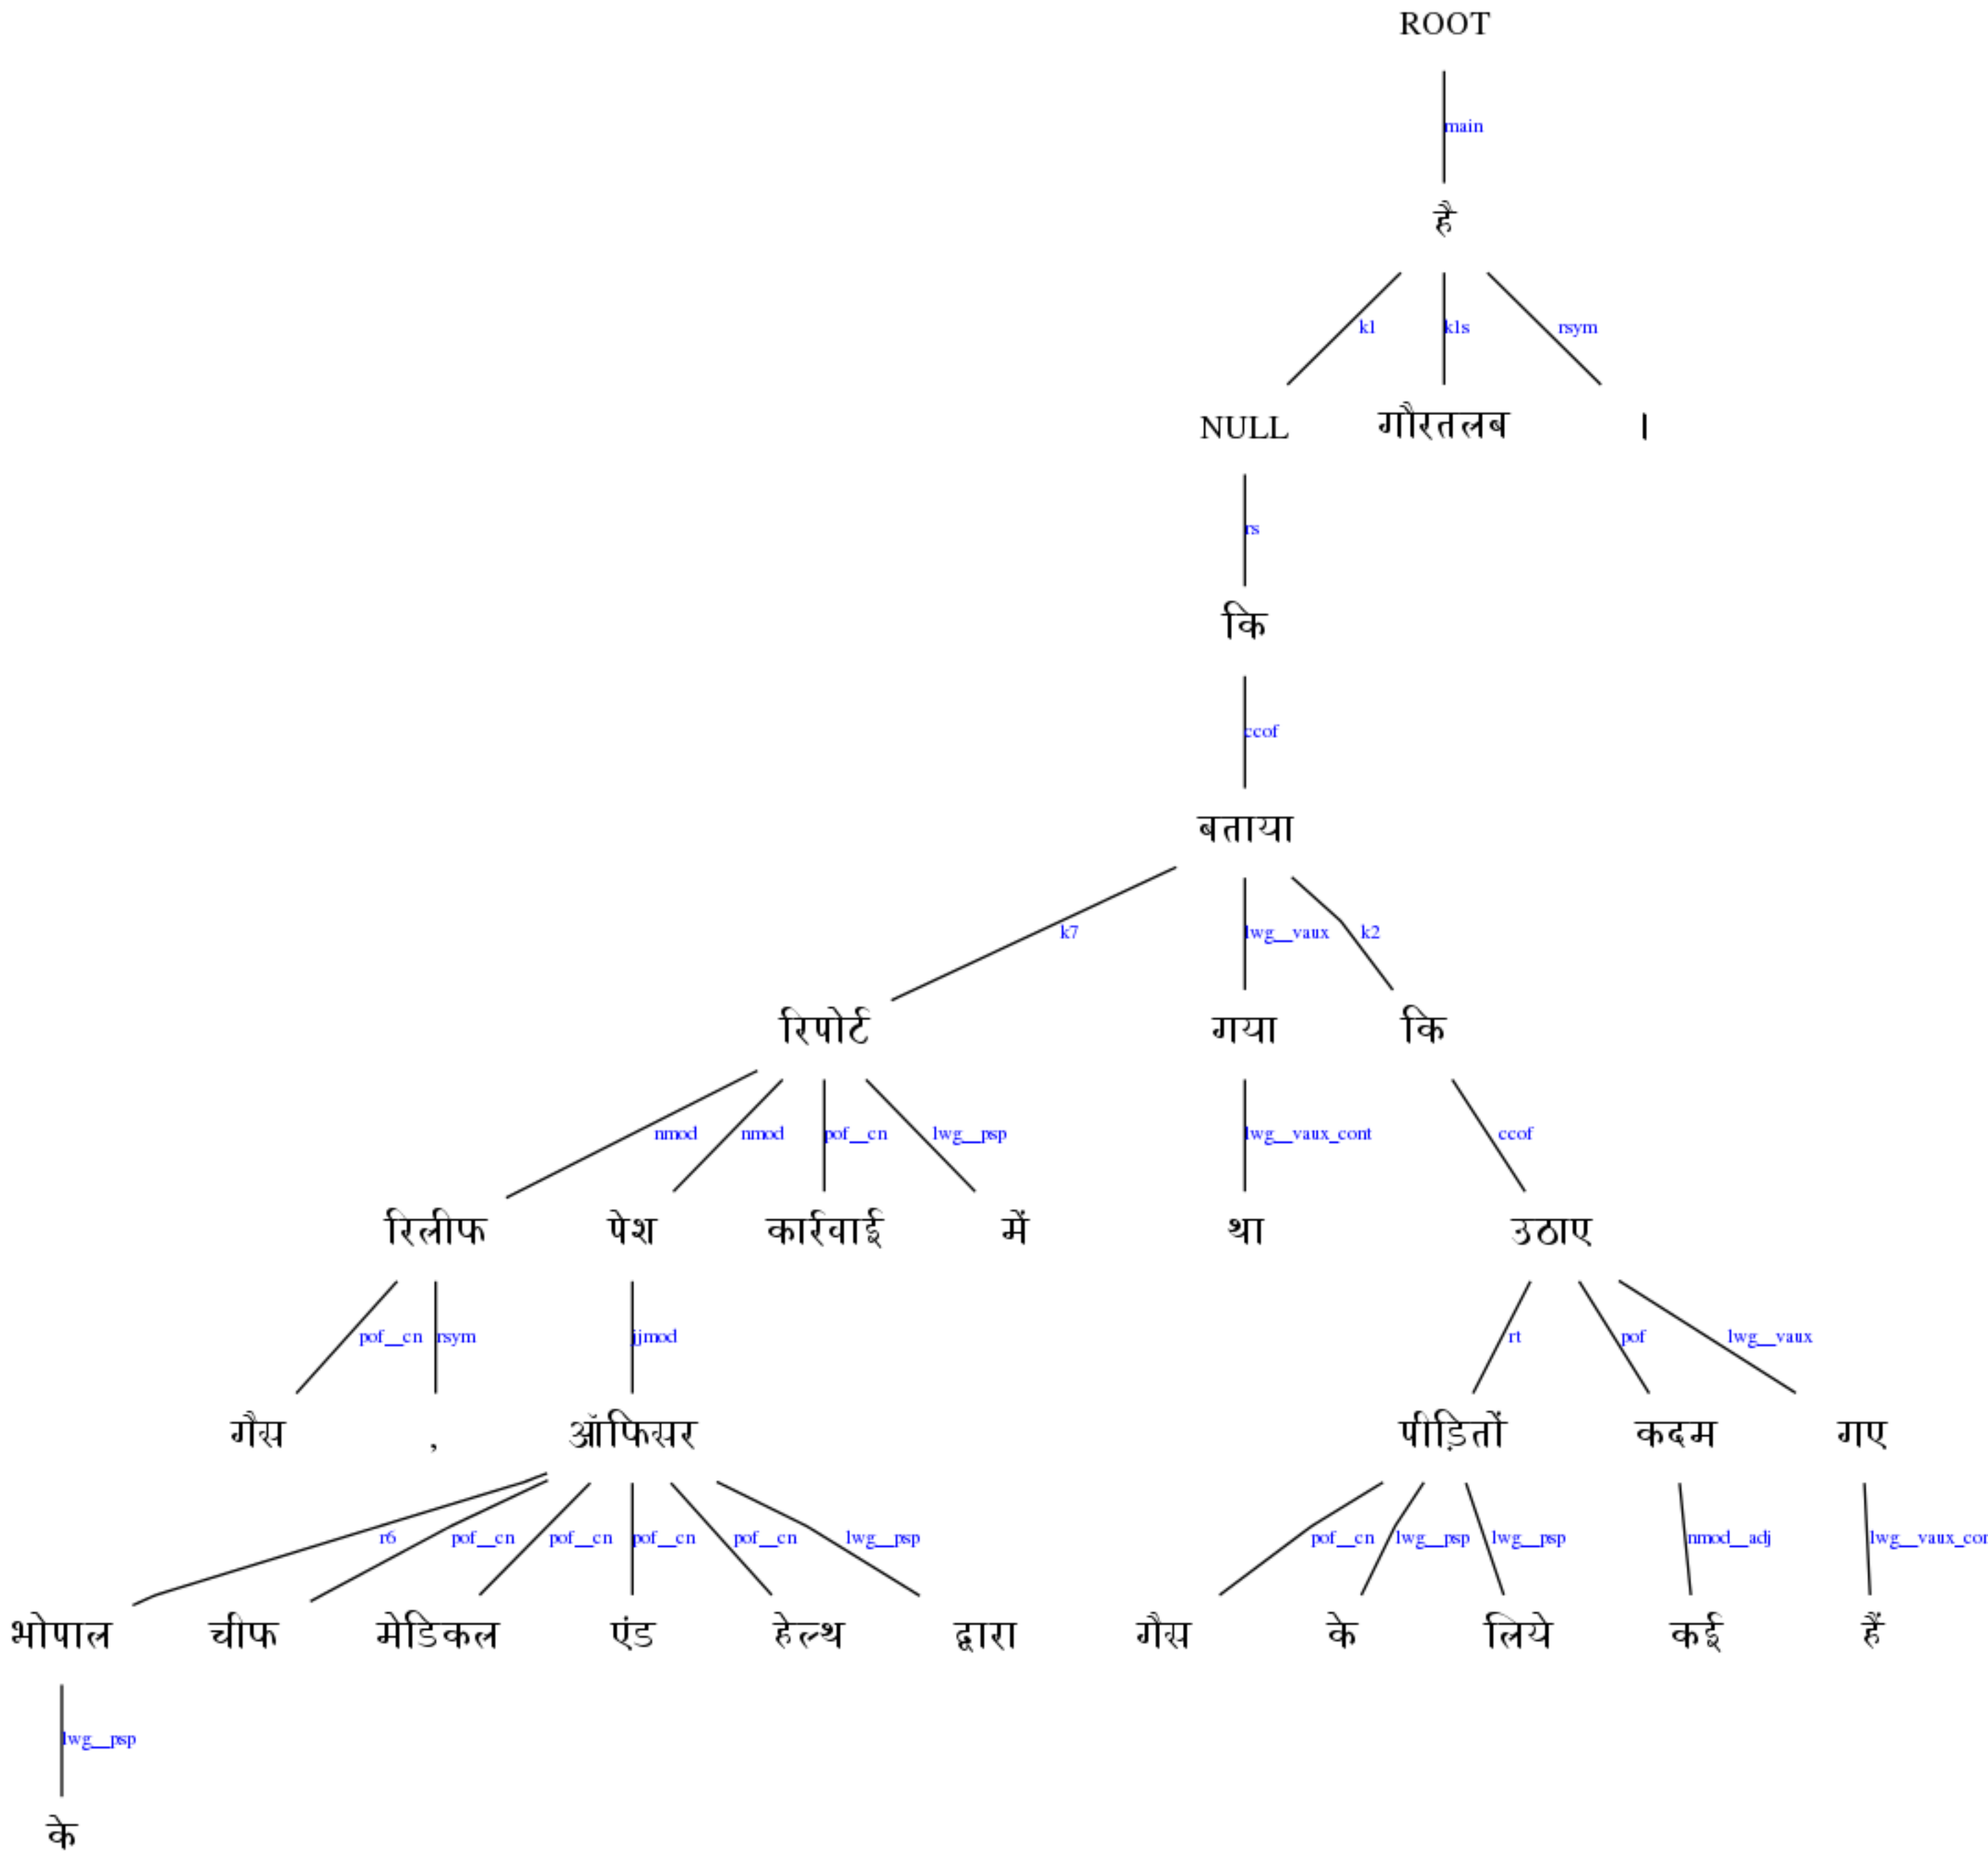 ROOT
main
है
k1 k1s rsym
NULL गौरतलब ।
rs
कि
ccof
बताया
k7 lwg__vaux k2
रिपोर्ट गया कि
nmod nmod pof__cn lwg__psp lwg__vaux_cont ccof
रिलीफ पेश कार्रवाई में था उठाए
pof__cn rsym jjmod rt pof lwg__vaux
गैस , ऑफिसर पीड़ितों कदम गए
r6 pof__cn pof__cn pof__cn pof__cn lwg__psp pof__cn lwg__psp lwg__psp nmod__adj lwg__vaux_con
भोपाल चीफ मेडिकल एंड हेल्थ द्वारा गैस के लिये कई हैं
lwg__psp
के